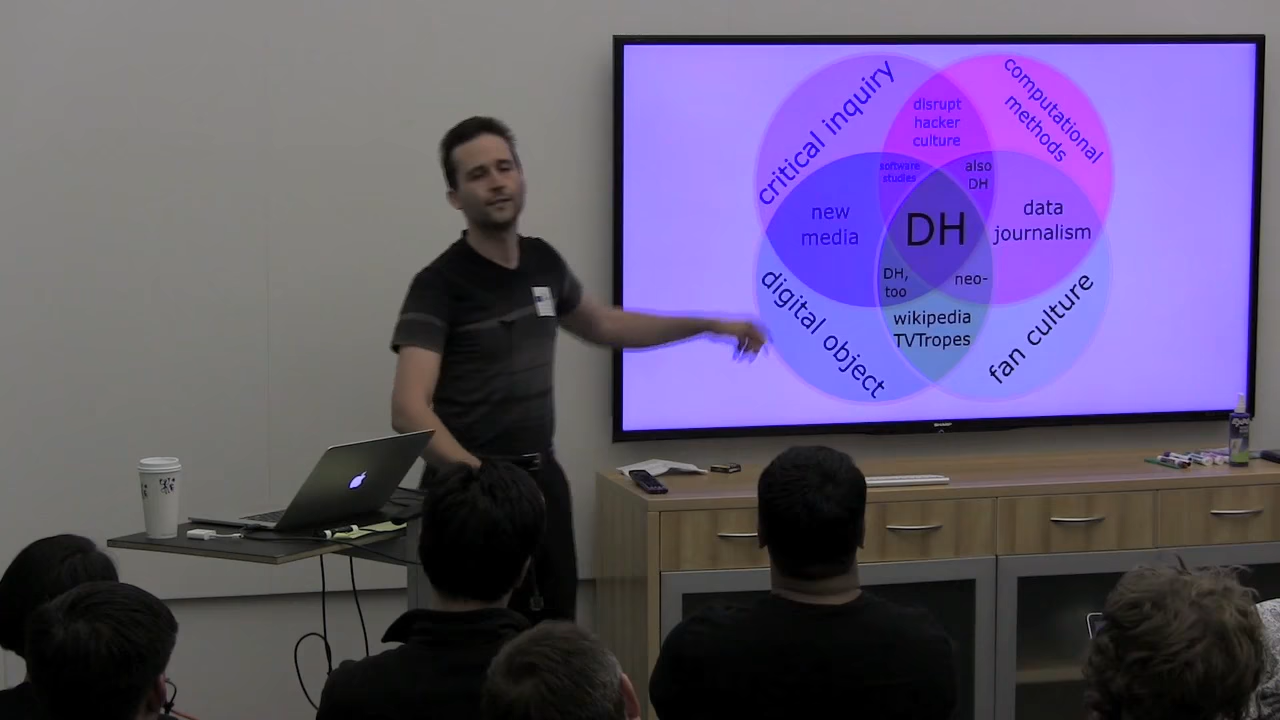 critical inquiry
computational
methods
disrupt
hacker
culture
software
studies
also
DH
new
media
DH
data
journalism
DH,
too
neo-
digital object
fan culture
wikipedia
TVTropes
SHARP